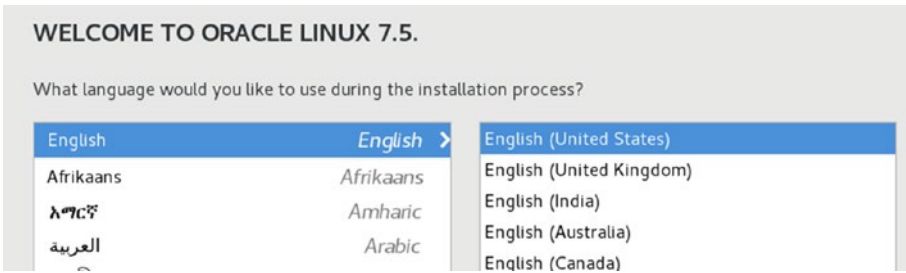 WELCOME TO ORACLE LINUX 7.5.
What language would you like to use during the installation process?
English English
Afrikaans Afrikaans
አማርኛ Amharic
العربية Arabic
English (United States)
English (United Kingdom)
English (India)
English (Australia)
English (Canada)